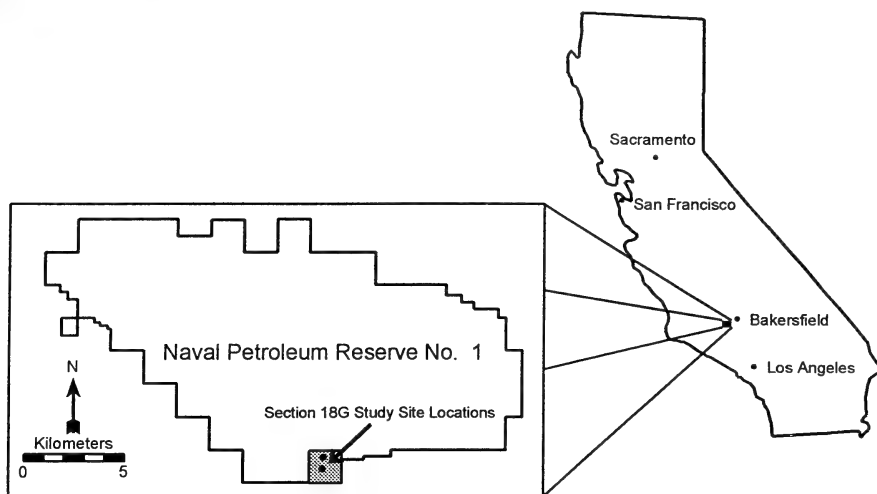 Sacramento
San Francisco
Bakersfield
Los Angeles
Naval Petroleum Reserve No. 1
N
Section 18G Study Site Locations
Kilometers
0 5